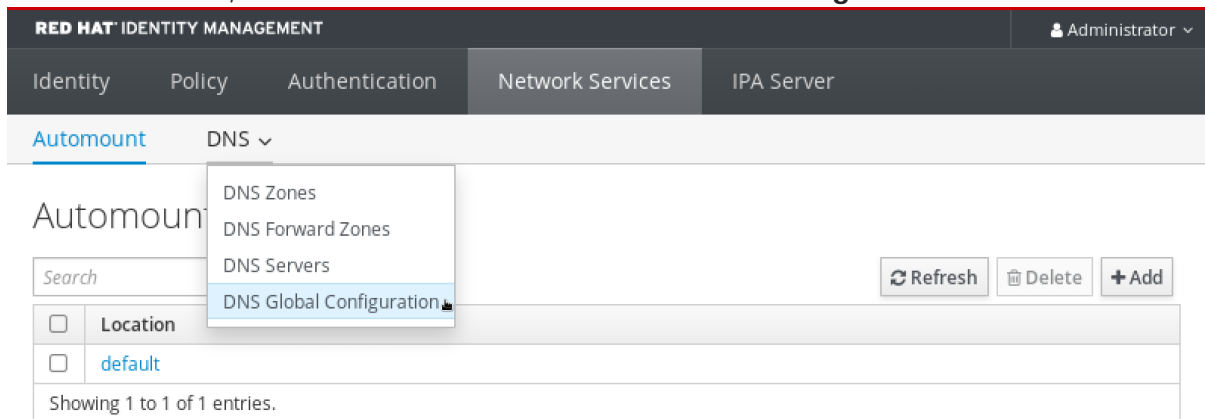 RED HAT® IDENTITY MANAGEMENT Administrator
Identity Policy Authentication Network Services IPA Server
Automount DNS
DNS Zones
Automoun
DNS Forward Zones
Search DNS Servers Refresh Delete Add
DNS Global Configuration
Location
default
Showing 1 to 1 of 1 entries.